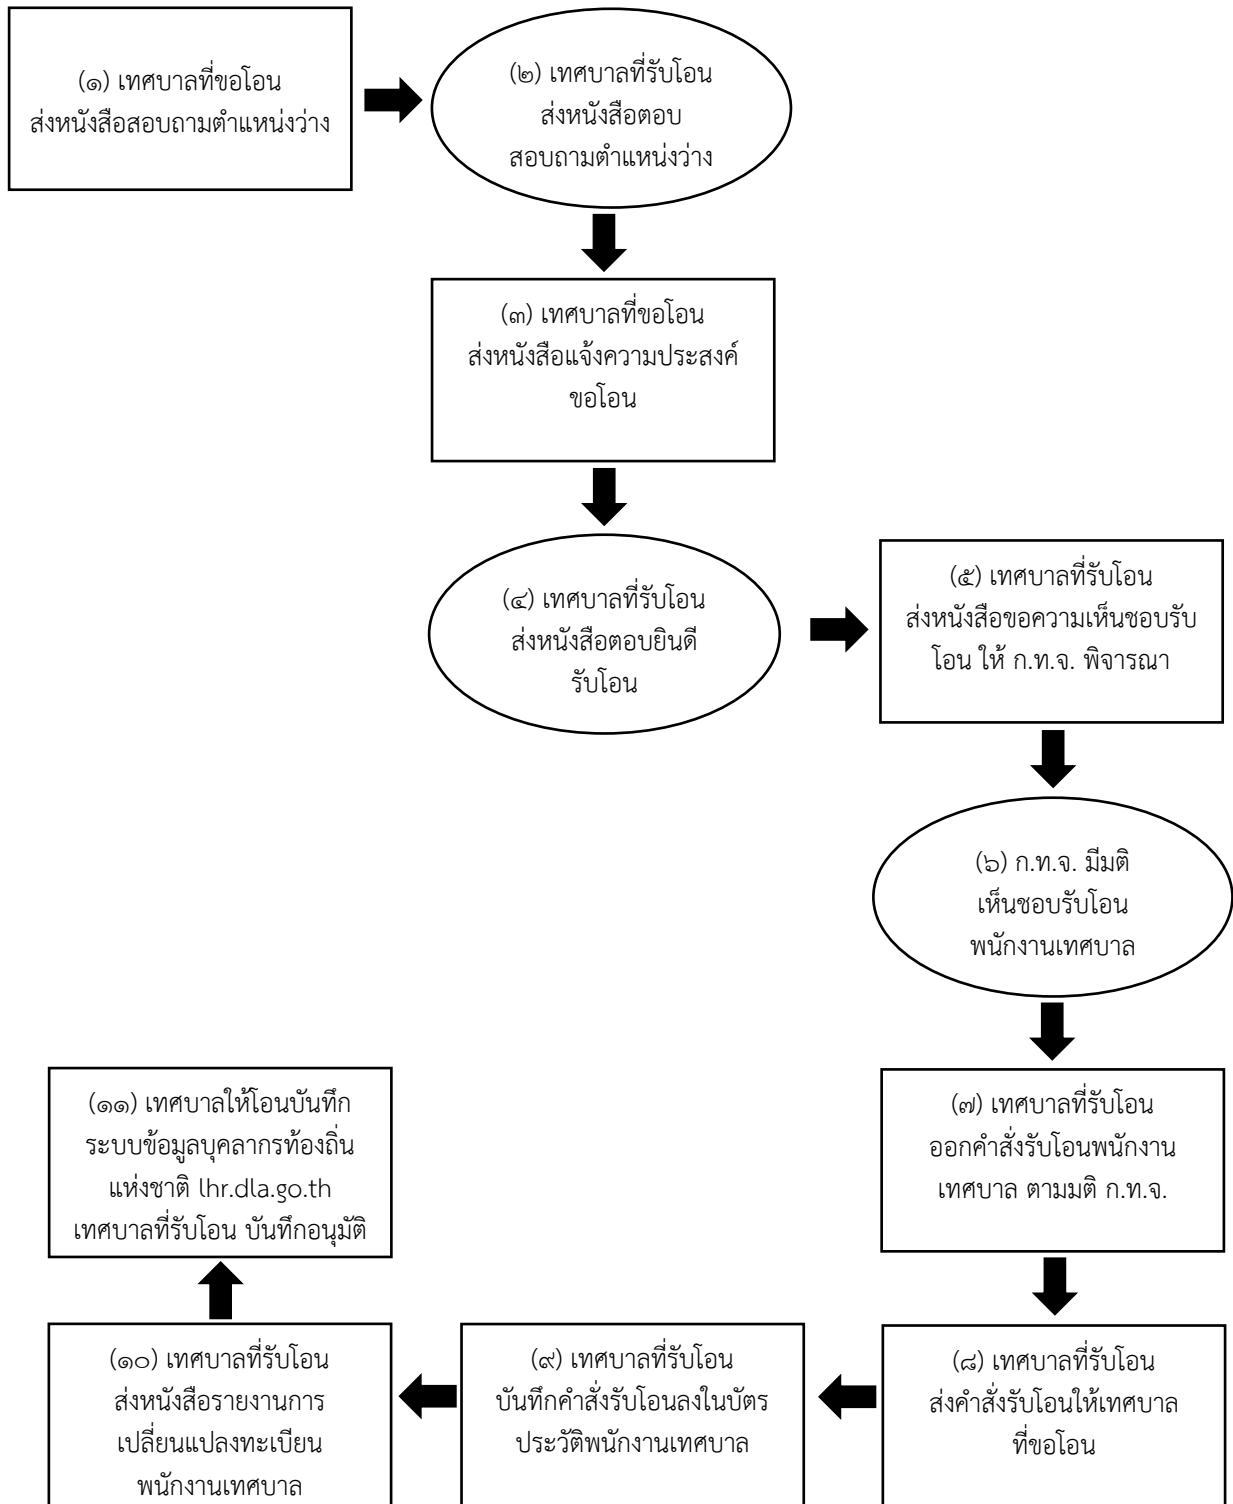 (๑) เทศบาลที่ขอโอน
ส่งหนังสือสอบถามตำแหน่งว่าง
(๒) เทศบาลที่รับโอน
ส่งหนังสือตอบ
สอบถามตำแหน่งว่าง
(๓) เทศบาลที่ขอโอน
ส่งหนังสือแจ้งความประสงค์
ขอโอน
(๔) เทศบาลที่รับโอน
ส่งหนังสือตอบยินดี
รับโอน
(๕) เทศบาลที่รับโอน
ส่งหนังสือขอความเห็นชอบรับ
โอน ให้ ก.ท.จ. พิจารณา
(๖) ก.ท.จ. มีมติ
เห็นชอบรับโอน
พนักงานเทศบาล
(๗) เทศบาลที่รับโอน
ออกคำสั่งรับโอนพนักงาน
เทศบาล ตามมติ ก.ท.จ.
(๘) เทศบาลที่รับโอน
ส่งคำสั่งรับโอนให้เทศบาล
ที่ขอโอน
(๙) เทศบาลที่รับโอน
บันทึกคำสั่งรับโอนลงในบัตร
ประวัติพนักงานเทศบาล
(๑๐) เทศบาลที่รับโอน
ส่งหนังสือรายงานการ
เปลี่ยนแปลงทะเบียน
พนักงานเทศบาล
(๑๑) เทศบาลให้โอนบันทึก
ระบบข้อมูลบุคลากรท้องถิ่น
แห่งชาติ lhr.dla.go.th
เทศบาลที่รับโอน บันทึกอนุมัติ